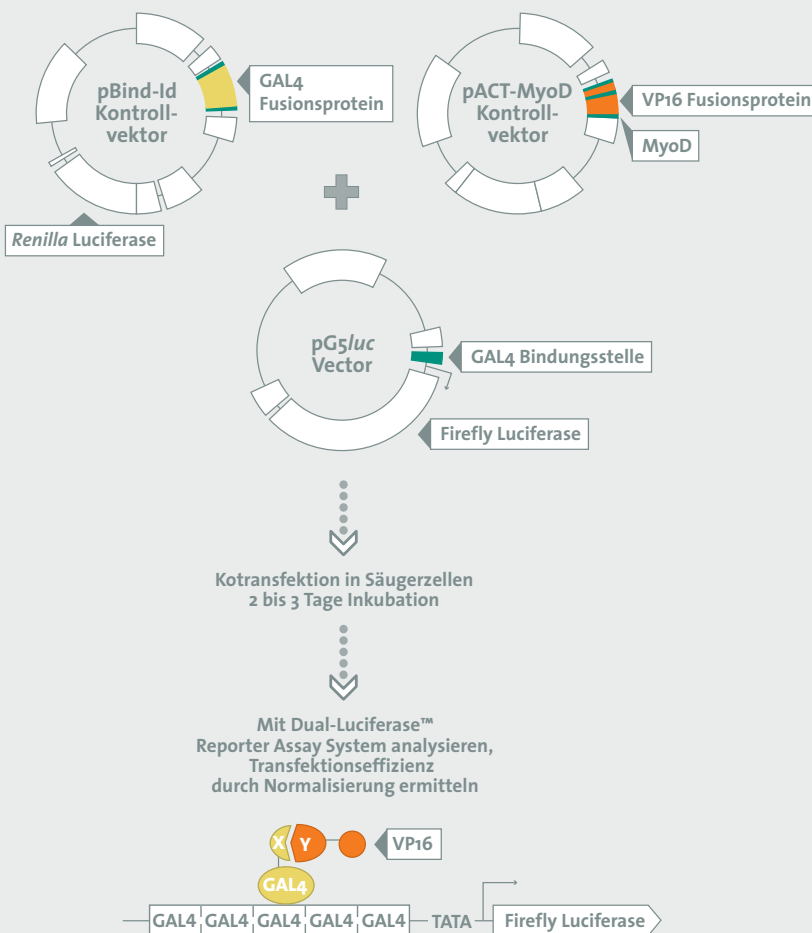 pBind-Id
Kontroll-
vektor
GAL4
Fusionsprotein
Renilla Luciferase
pACT-MyoD
Kontroll-
vektor
VP16 Fusionsprotein
MyoD
pG5luc
Vector
GAL4 Bindungsstelle
Firefly Luciferase
Kotransfektion in Säugerzellen
2 bis 3 Tage Inkubation
Mit Dual-Luciferase™
Reporter Assay System analysieren,
Transfektionseffizienz
durch Normalisierung ermitteln
X Y VP16
GAL4
GAL4 GAL4 GAL4 GAL4 GAL4 TATA Firefly Luciferase